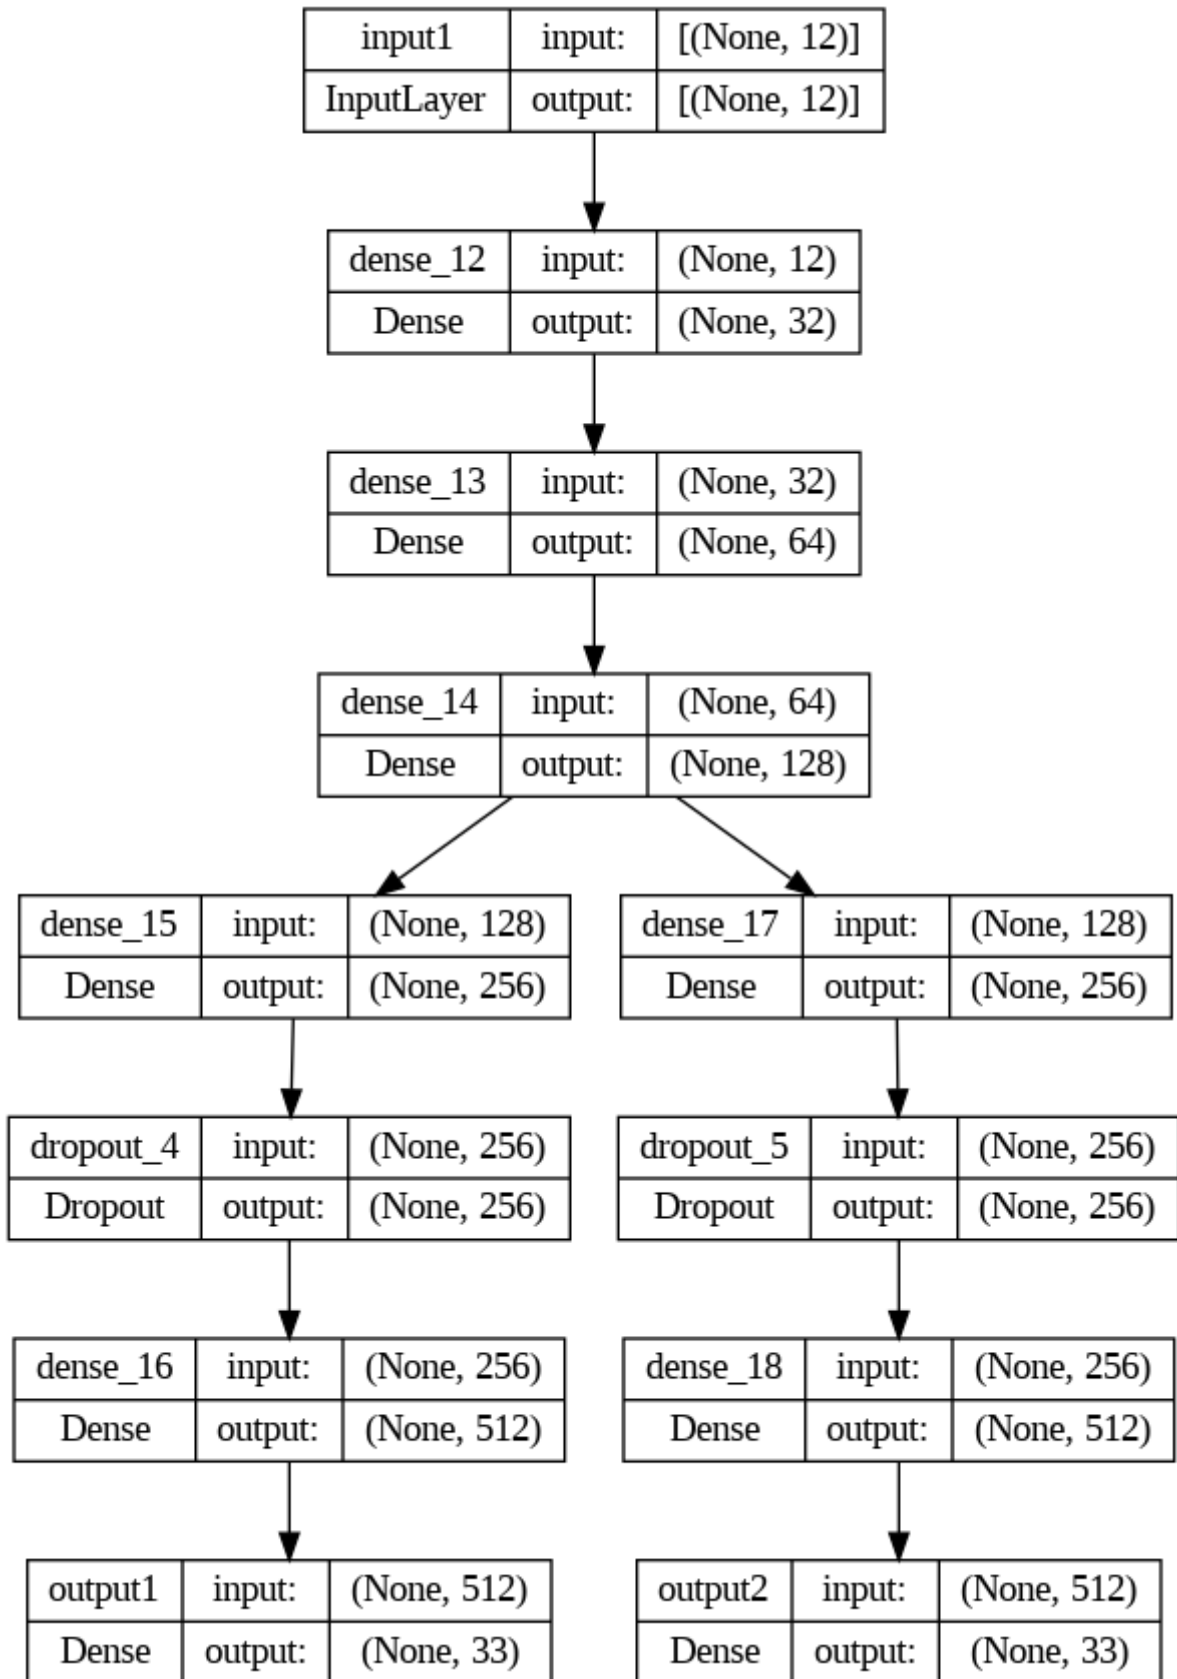 input1 input: [(None, 12)]
InputLayer output: [(None, 12)]
dense_12 input: (None, 12)
Dense output: (None, 32)
dense_13 input: (None, 32)
Dense output: (None, 64)
dense_14 input: (None, 64)
Dense output: (None, 128)
dense_15 input: (None, 128)
Dense output: (None, 256)
dense_17 input: (None, 128)
Dense output: (None, 256)
dropout_4 input: (None, 256)
Dropout output: (None, 256)
dropout_5 input: (None, 256)
Dropout output: (None, 256)
dense_16 input: (None, 256)
Dense output: (None, 512)
dense_18 input: (None, 256)
Dense output: (None, 512)
output1 input: (None, 512)
Dense output: (None, 33)
output2 input: (None, 512)
Dense output: (None, 33)